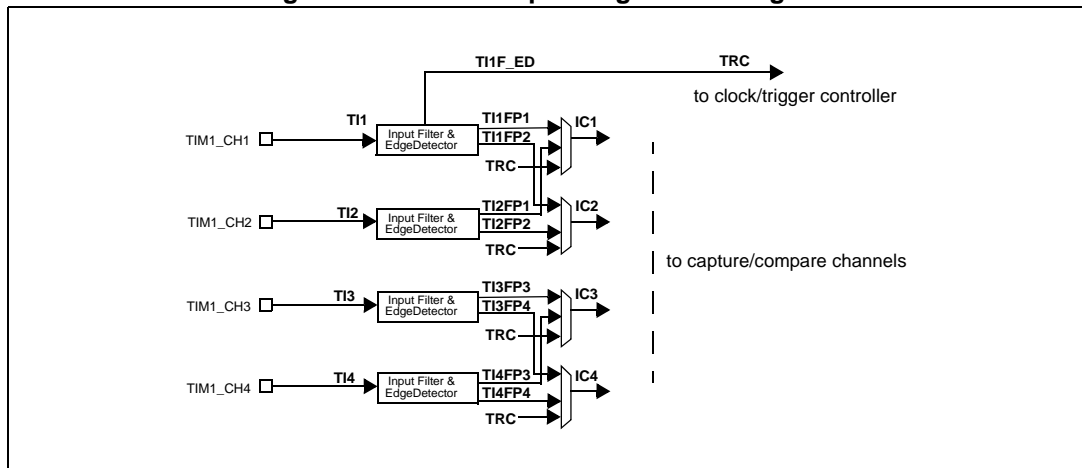 TI1F_ED TRC
to clock/trigger controller
TIM1_CH1 TI1 Input Filter & EdgeDetector TI1FP1 TI1FP2 TRC IC1
TIM1_CH2 TI2 Input Filter & EdgeDetector TI2FP1 TI2FP2 TRC IC2
to capture/compare channels
TIM1_CH3 TI3 Input Filter & EdgeDetector TI3FP3 TI3FP4 TRC IC3
TIM1_CH4 TI4 Input Filter & EdgeDetector TI4FP3 TI4FP4 TRC IC4